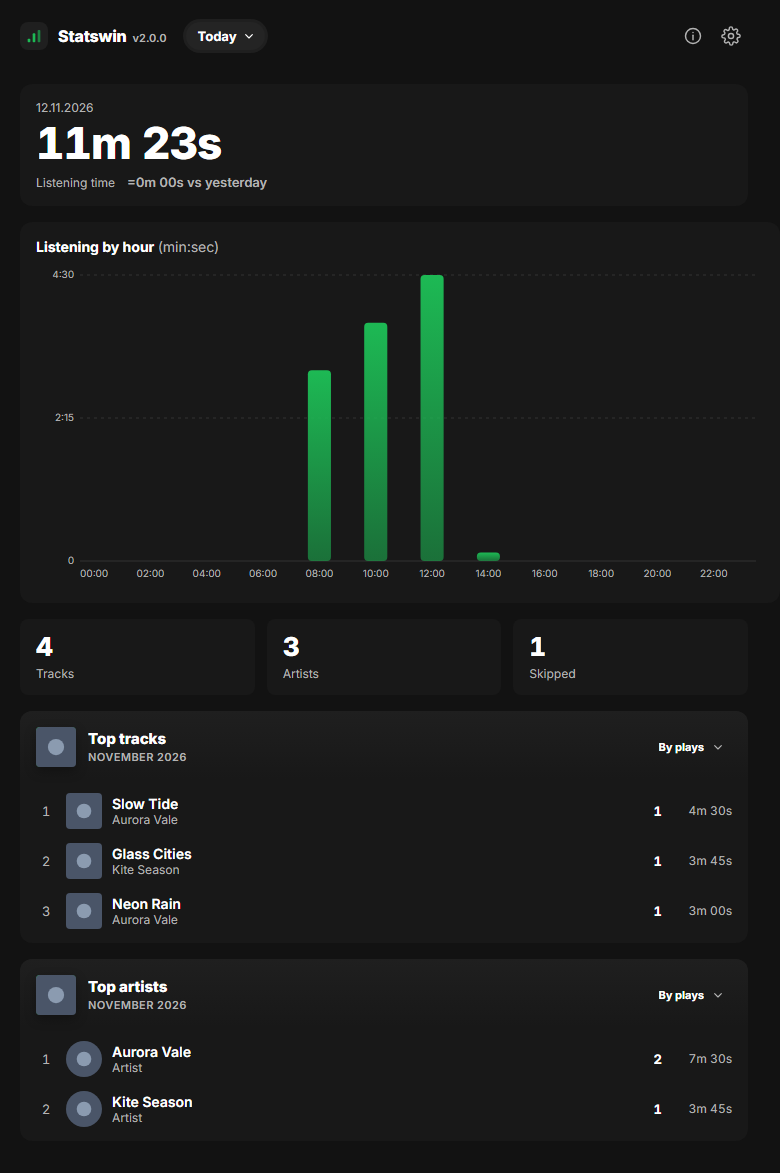 Statswin v2.0.0 Today
12.11.2026
11m 23s
Listening time =0m 00s vs yesterday
Listening by hour (min:sec)
4:30
2:15
0
00:00 02:00 04:00 06:00 08:00 10:00 12:00 14:00 16:00 18:00 20:00 22:00
4 3 1
Tracks Artists Skipped
Top tracks
NOVEMBER 2026
By plays
1 Slow Tide 1 4m 30s
Aurora Vale
2 Glass Cities 1 3m 45s
Kite Season
3 Neon Rain 1 3m 00s
Aurora Vale
Top artists
NOVEMBER 2026
By plays
1 Aurora Vale 2 7m 30s
Artist
2 Kite Season 1 3m 45s
Artist